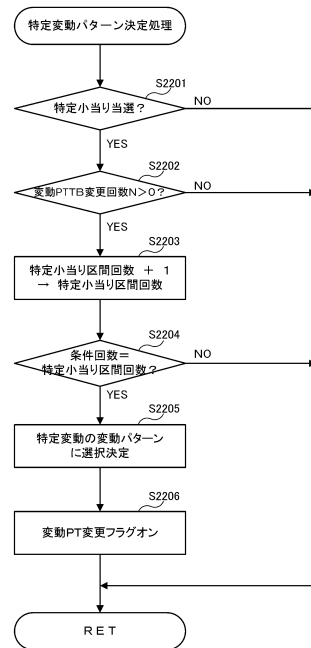 特定変動パターン決定処理
S2201
特定小当り当選？
NO
YES
S2202
変動PTTB変更回数N＞0？
NO
YES
S2203
特定小当り区間回数 ＋ 1
→ 特定小当り区間回数
S2204
条件回数＝
特定小当り区間回数？
NO
YES
S2205
特定変動の変動パターン
に選択決定
S2206
変動PT変更フラグオン
RET